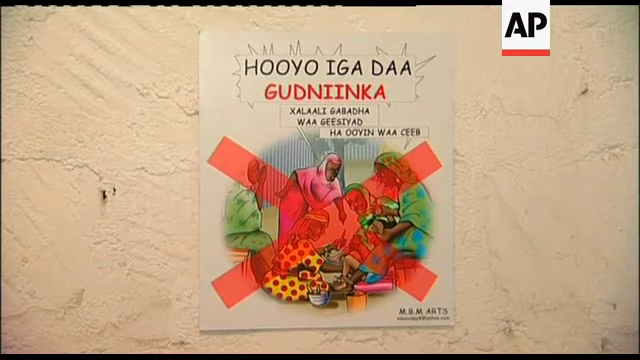 AP
HOOYO IGA DAA
GUDNIINKA
XALAALI GABADHA
WAA GEESIYAD
HA OOYIN WAA CEEB
M.B.M ARTS